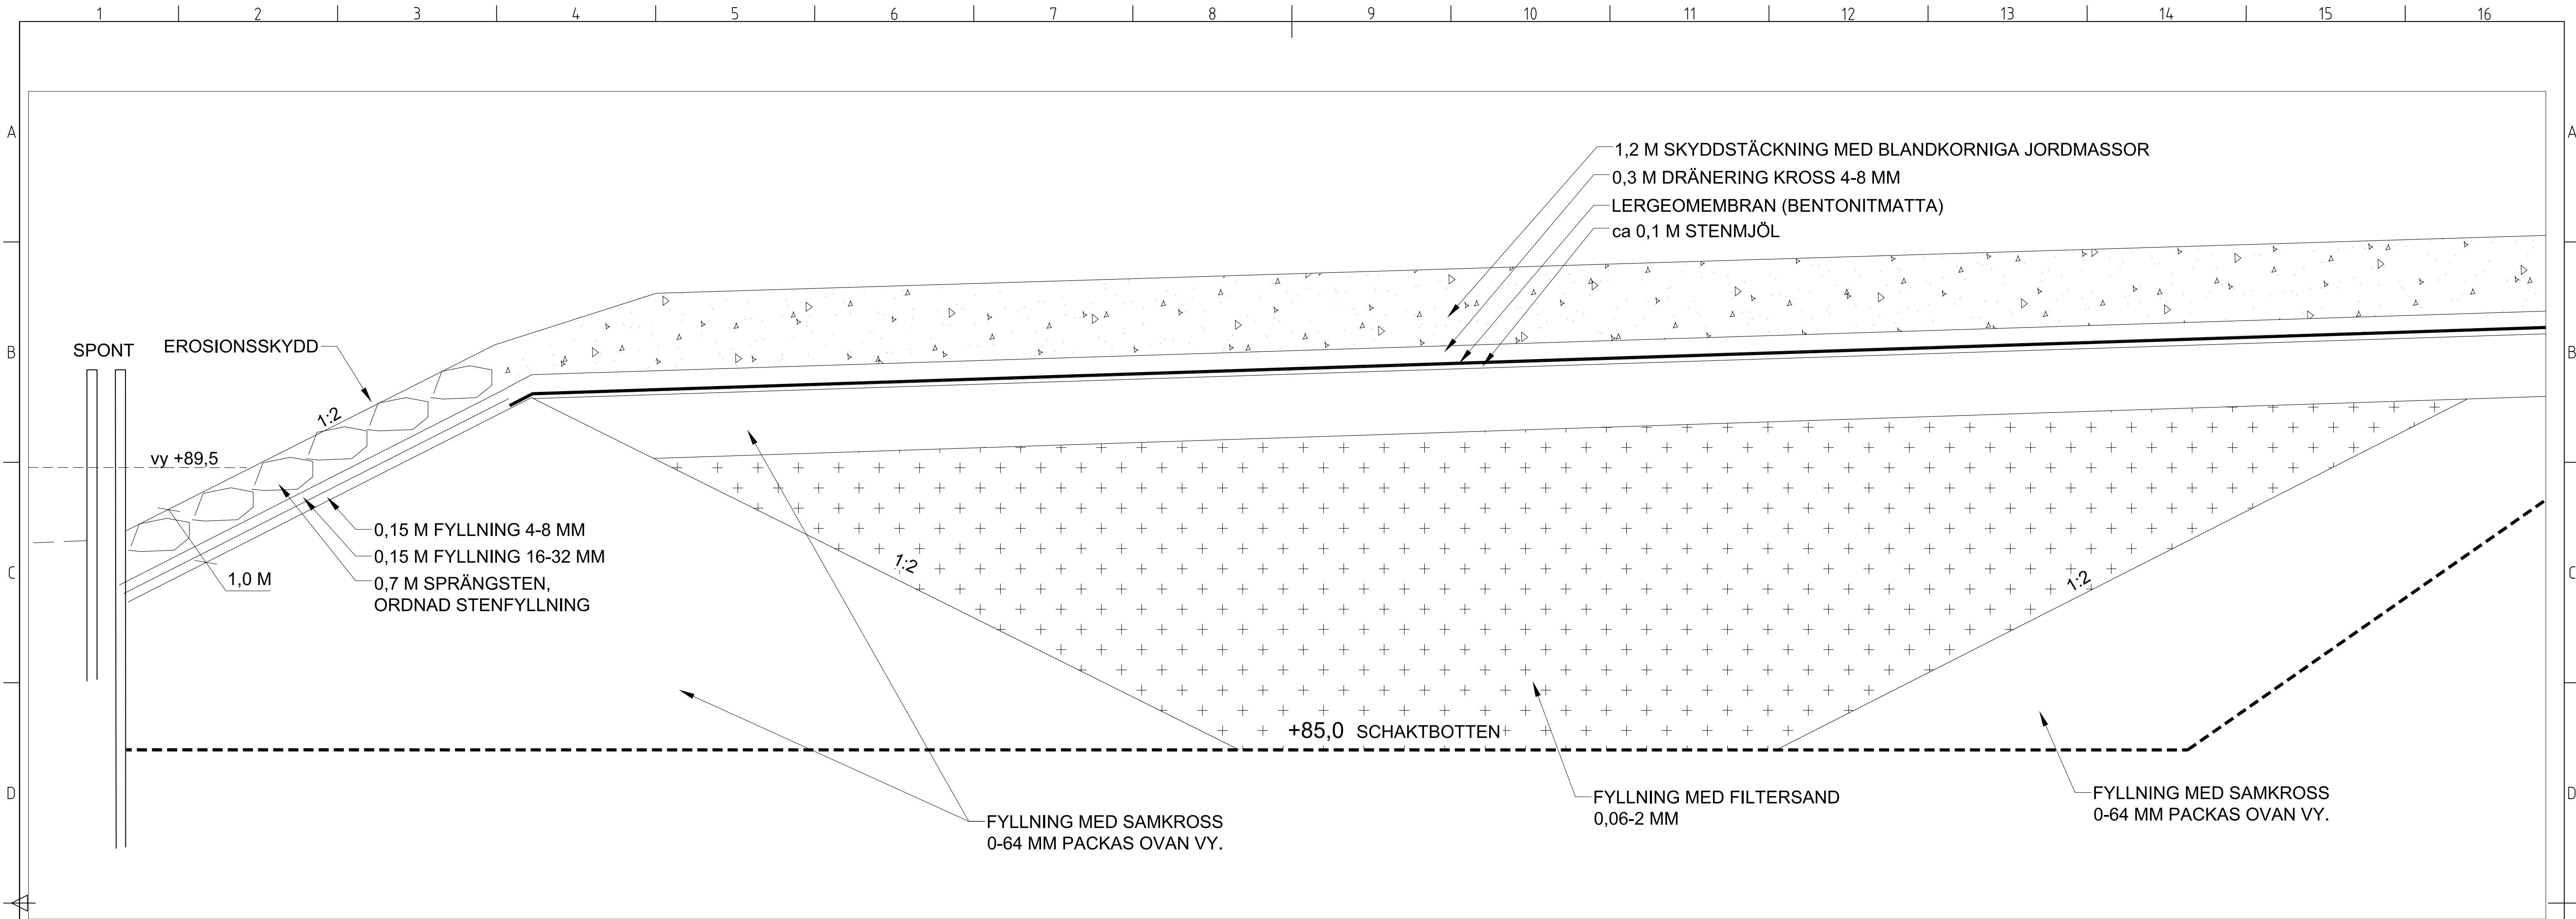 1 2 3 4 5 6 7 8 9 10 11 12 13 14 15 16
A A
1,2 M SKYDDSTÄCKNING MED BLANDKORNIGA JORDMASSOR
0,3 M DRÄNERING KROSS 4-8 MM
LERGEOMEMBRAN (BENTONITMATTA)
ca 0,1 M STENMJÖL
B B
SPONT
EROSIONSSKYDD
1:2
vy +89,5
0,15 M FYLLNING 4-8 MM
0,15 M FYLLNING 16-32 MM
0,7 M SPRÄNGSTEN,
ORDNAD STENFYLLNING
1,0 M
C C
1:2
1:2
+85,0 SCHAKTBOTTEN
D D
FYLLNING MED SAMKROSS
0-64 MM PACKAS OVAN VY.
FYLLNING MED FILTERSAND
0,06-2 MM
FYLLNING MED SAMKROSS
0-64 MM PACKAS OVAN VY.